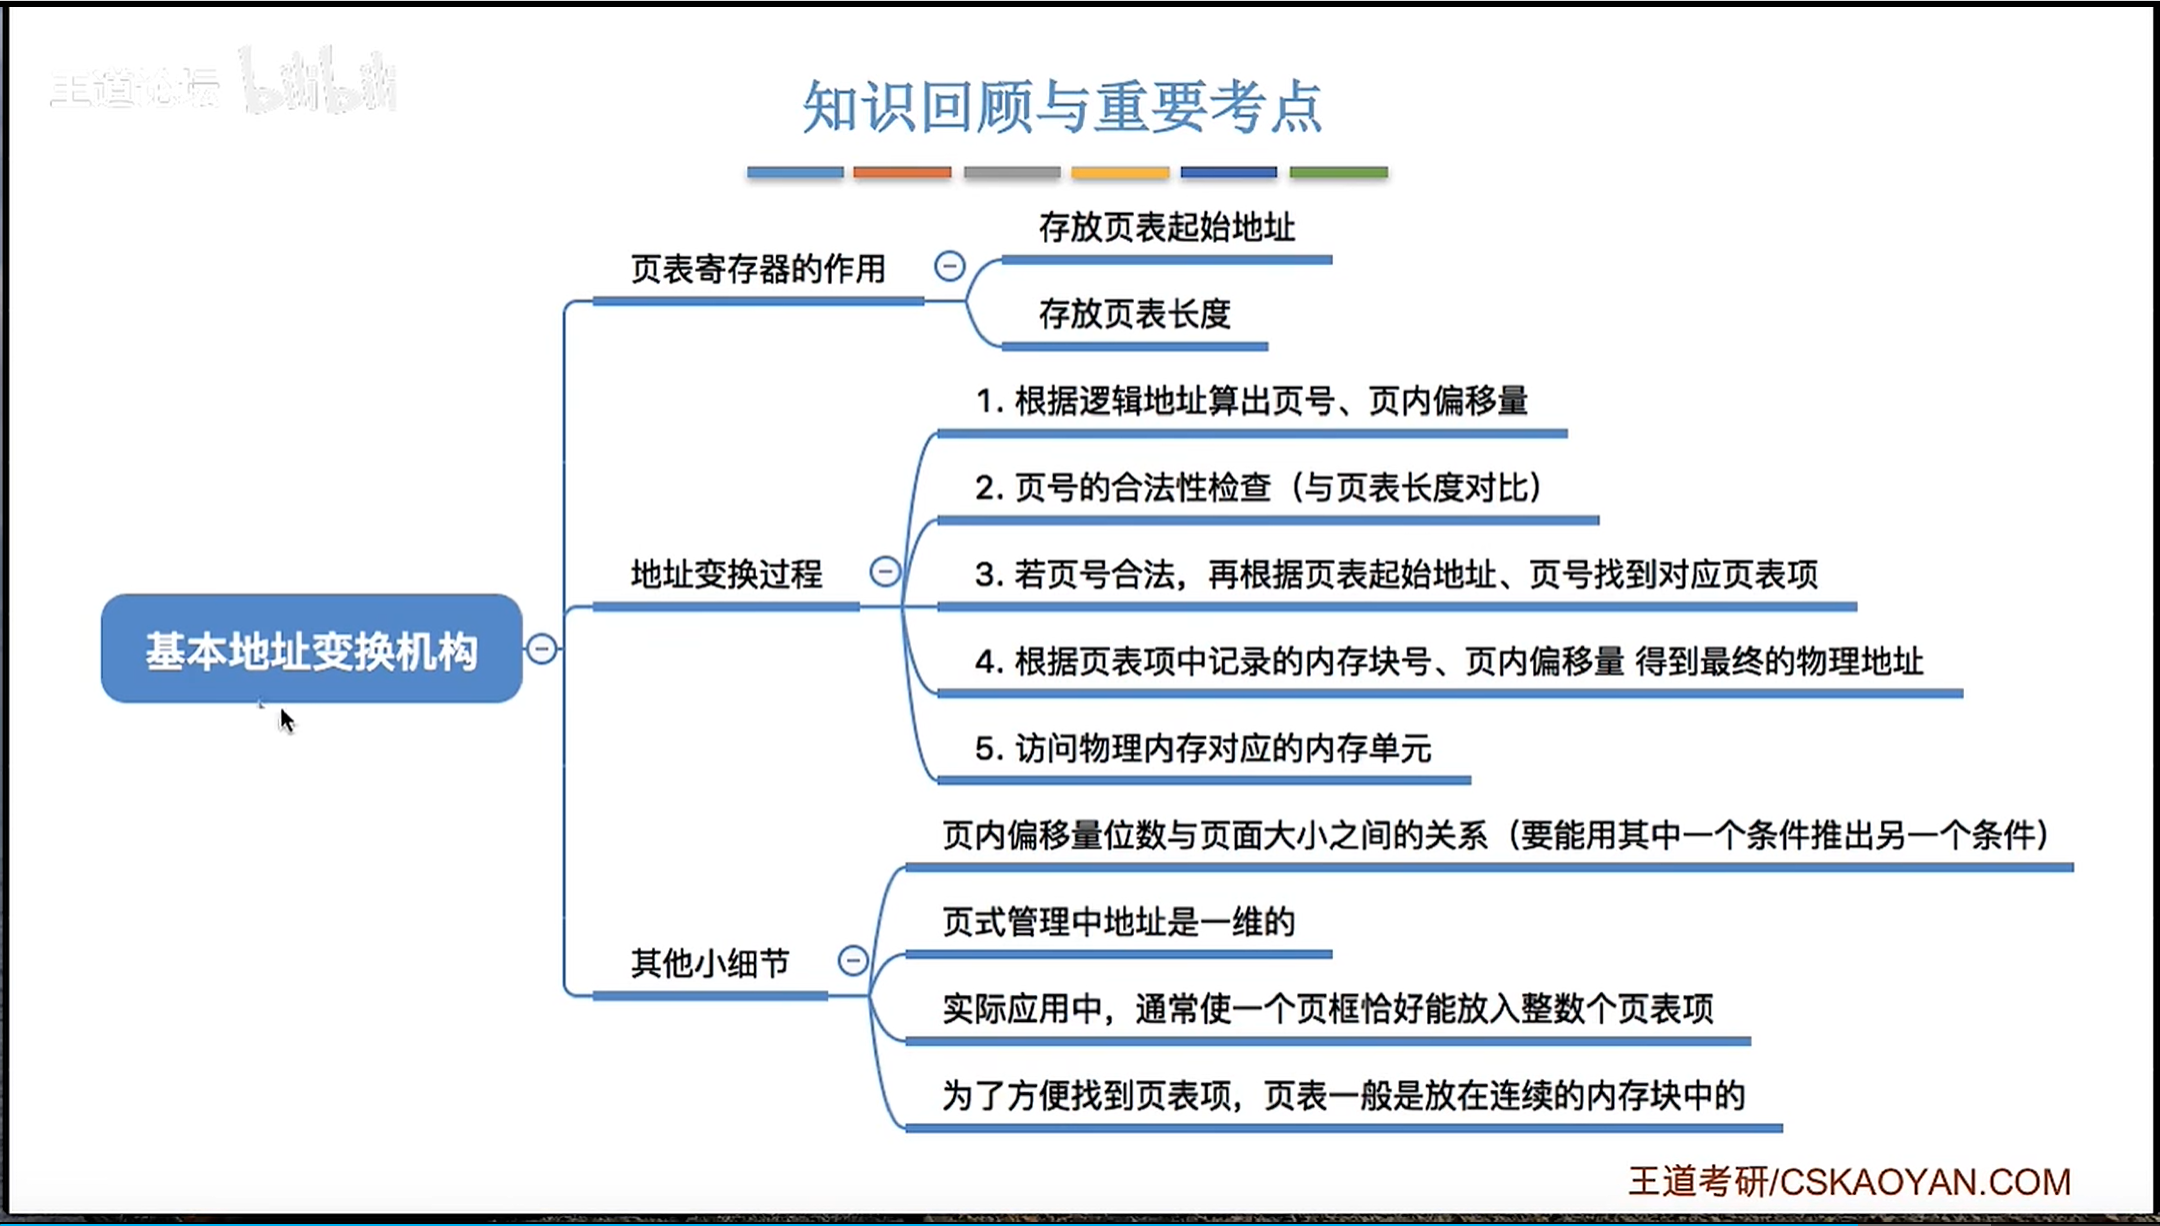 王道论坛 bilibili
知识回顾与重要考点
基本地址变换机构
页表寄存器的作用
存放页表起始地址
存放页表长度
地址变换过程
1. 根据逻辑地址算出页号、页内偏移量
2. 页号的合法性检查（与页表长度对比）
3. 若页号合法，再根据页表起始地址、页号找到对应页表项
4. 根据页表项中记录的内存块号、页内偏移量 得到最终的物理地址
5. 访问物理内存对应的内存单元
其他小细节
页内偏移量位数与页面大小之间的关系（要能用其中一个条件推出另一个条件）
页式管理中地址是一维的
实际应用中，通常使一个页框恰好能放入整数个页表项
为了方便找到页表项，页表一般是放在连续的内存块中的
王道考研/CSKAOYAN.COM